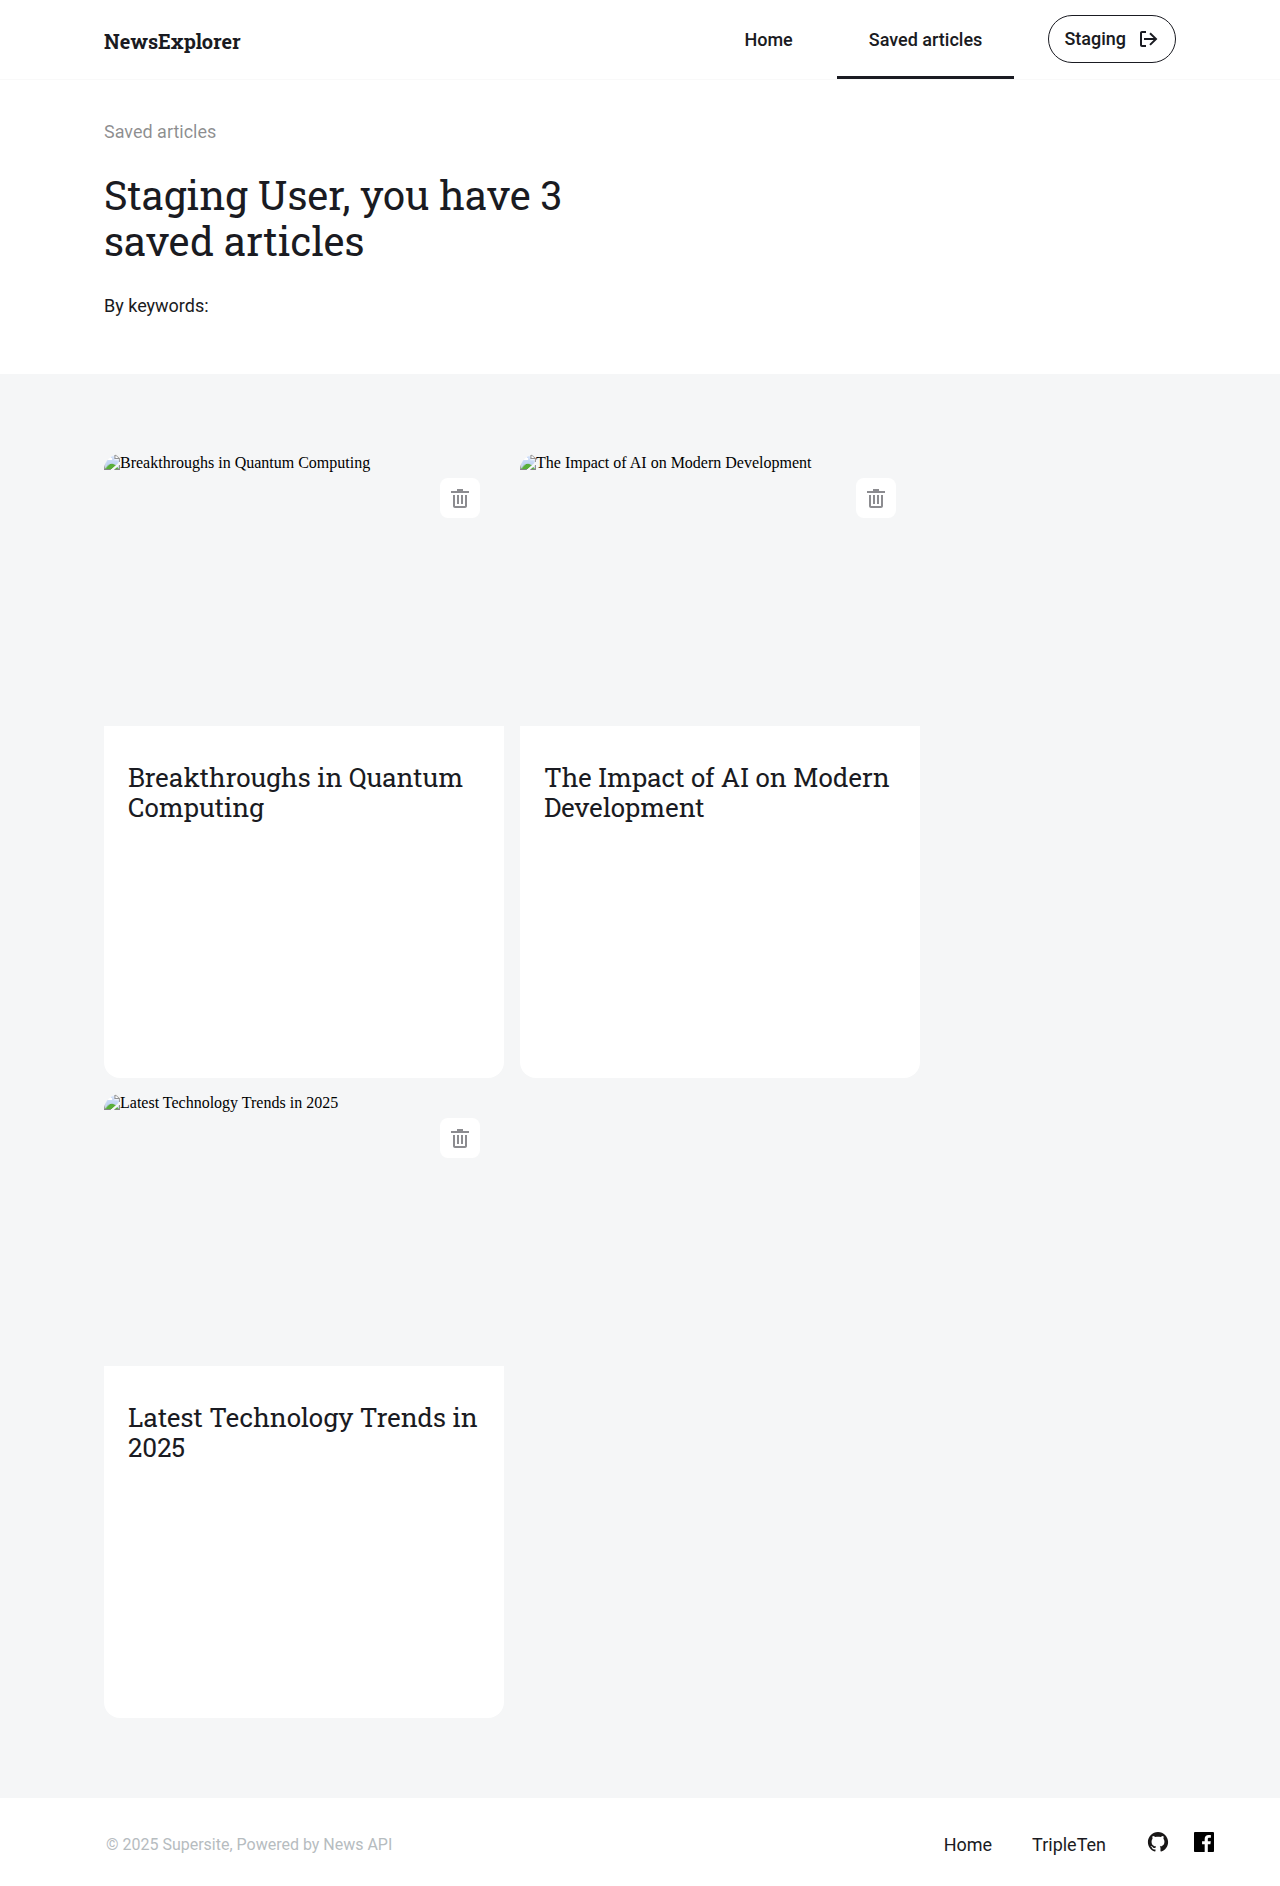 NewsExplorer
Home
Saved articles
Staging
Saved articles
Staging User, you have 3
saved articles
By keywords:
Breakthroughs in Quantum Computing
The Impact of AI on Modern Development
Breakthroughs in Quantum
Computing
The Impact of AI on Modern
Development
Latest Technology Trends in 2025
Latest Technology Trends in
2025
© 2025 Supersite, Powered by News API
Home
TripleTen